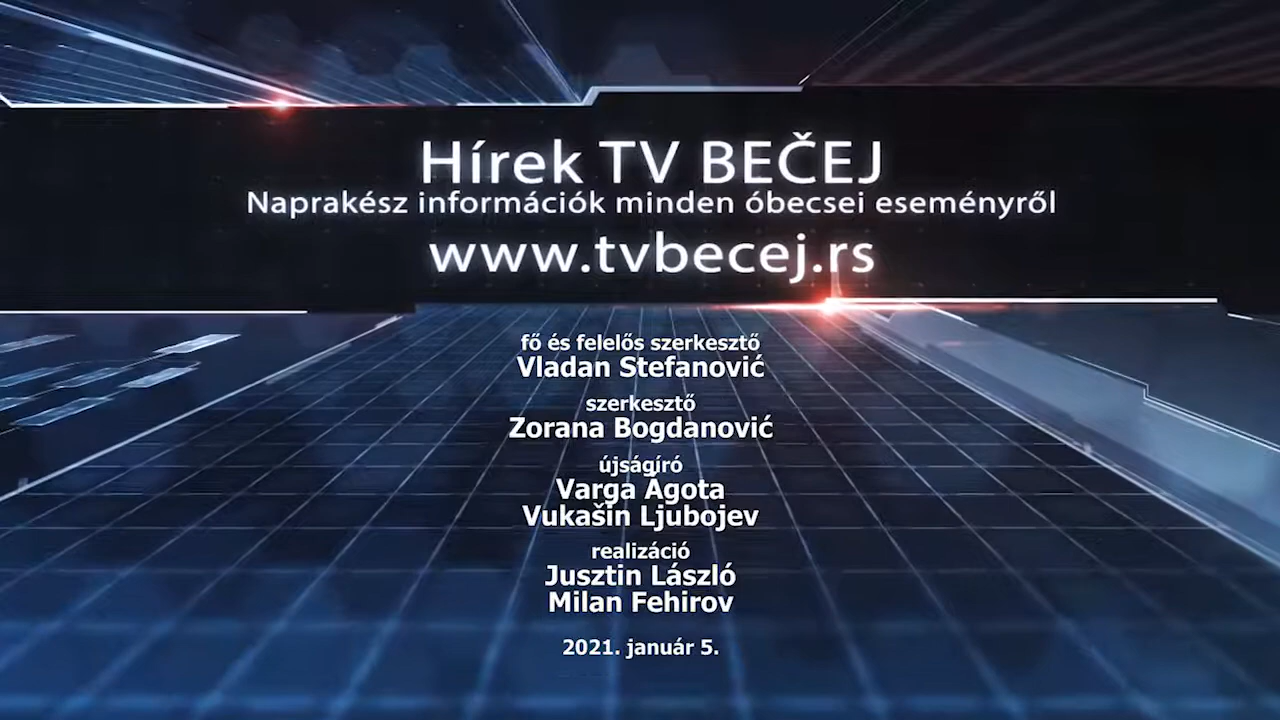 Hírek TV BEČEJ
Naprakész információk minden óbecsei eseményről
www.tvbecej.rs
fő és felelős szerkesztő
Vladan Stefanović
szerkesztő
Zorana Bogdanović
újságíró
Varga Ágota
Vukašin Ljubojev
realizáció
Jusztin László
Milan Fehirov
2021. január 5.